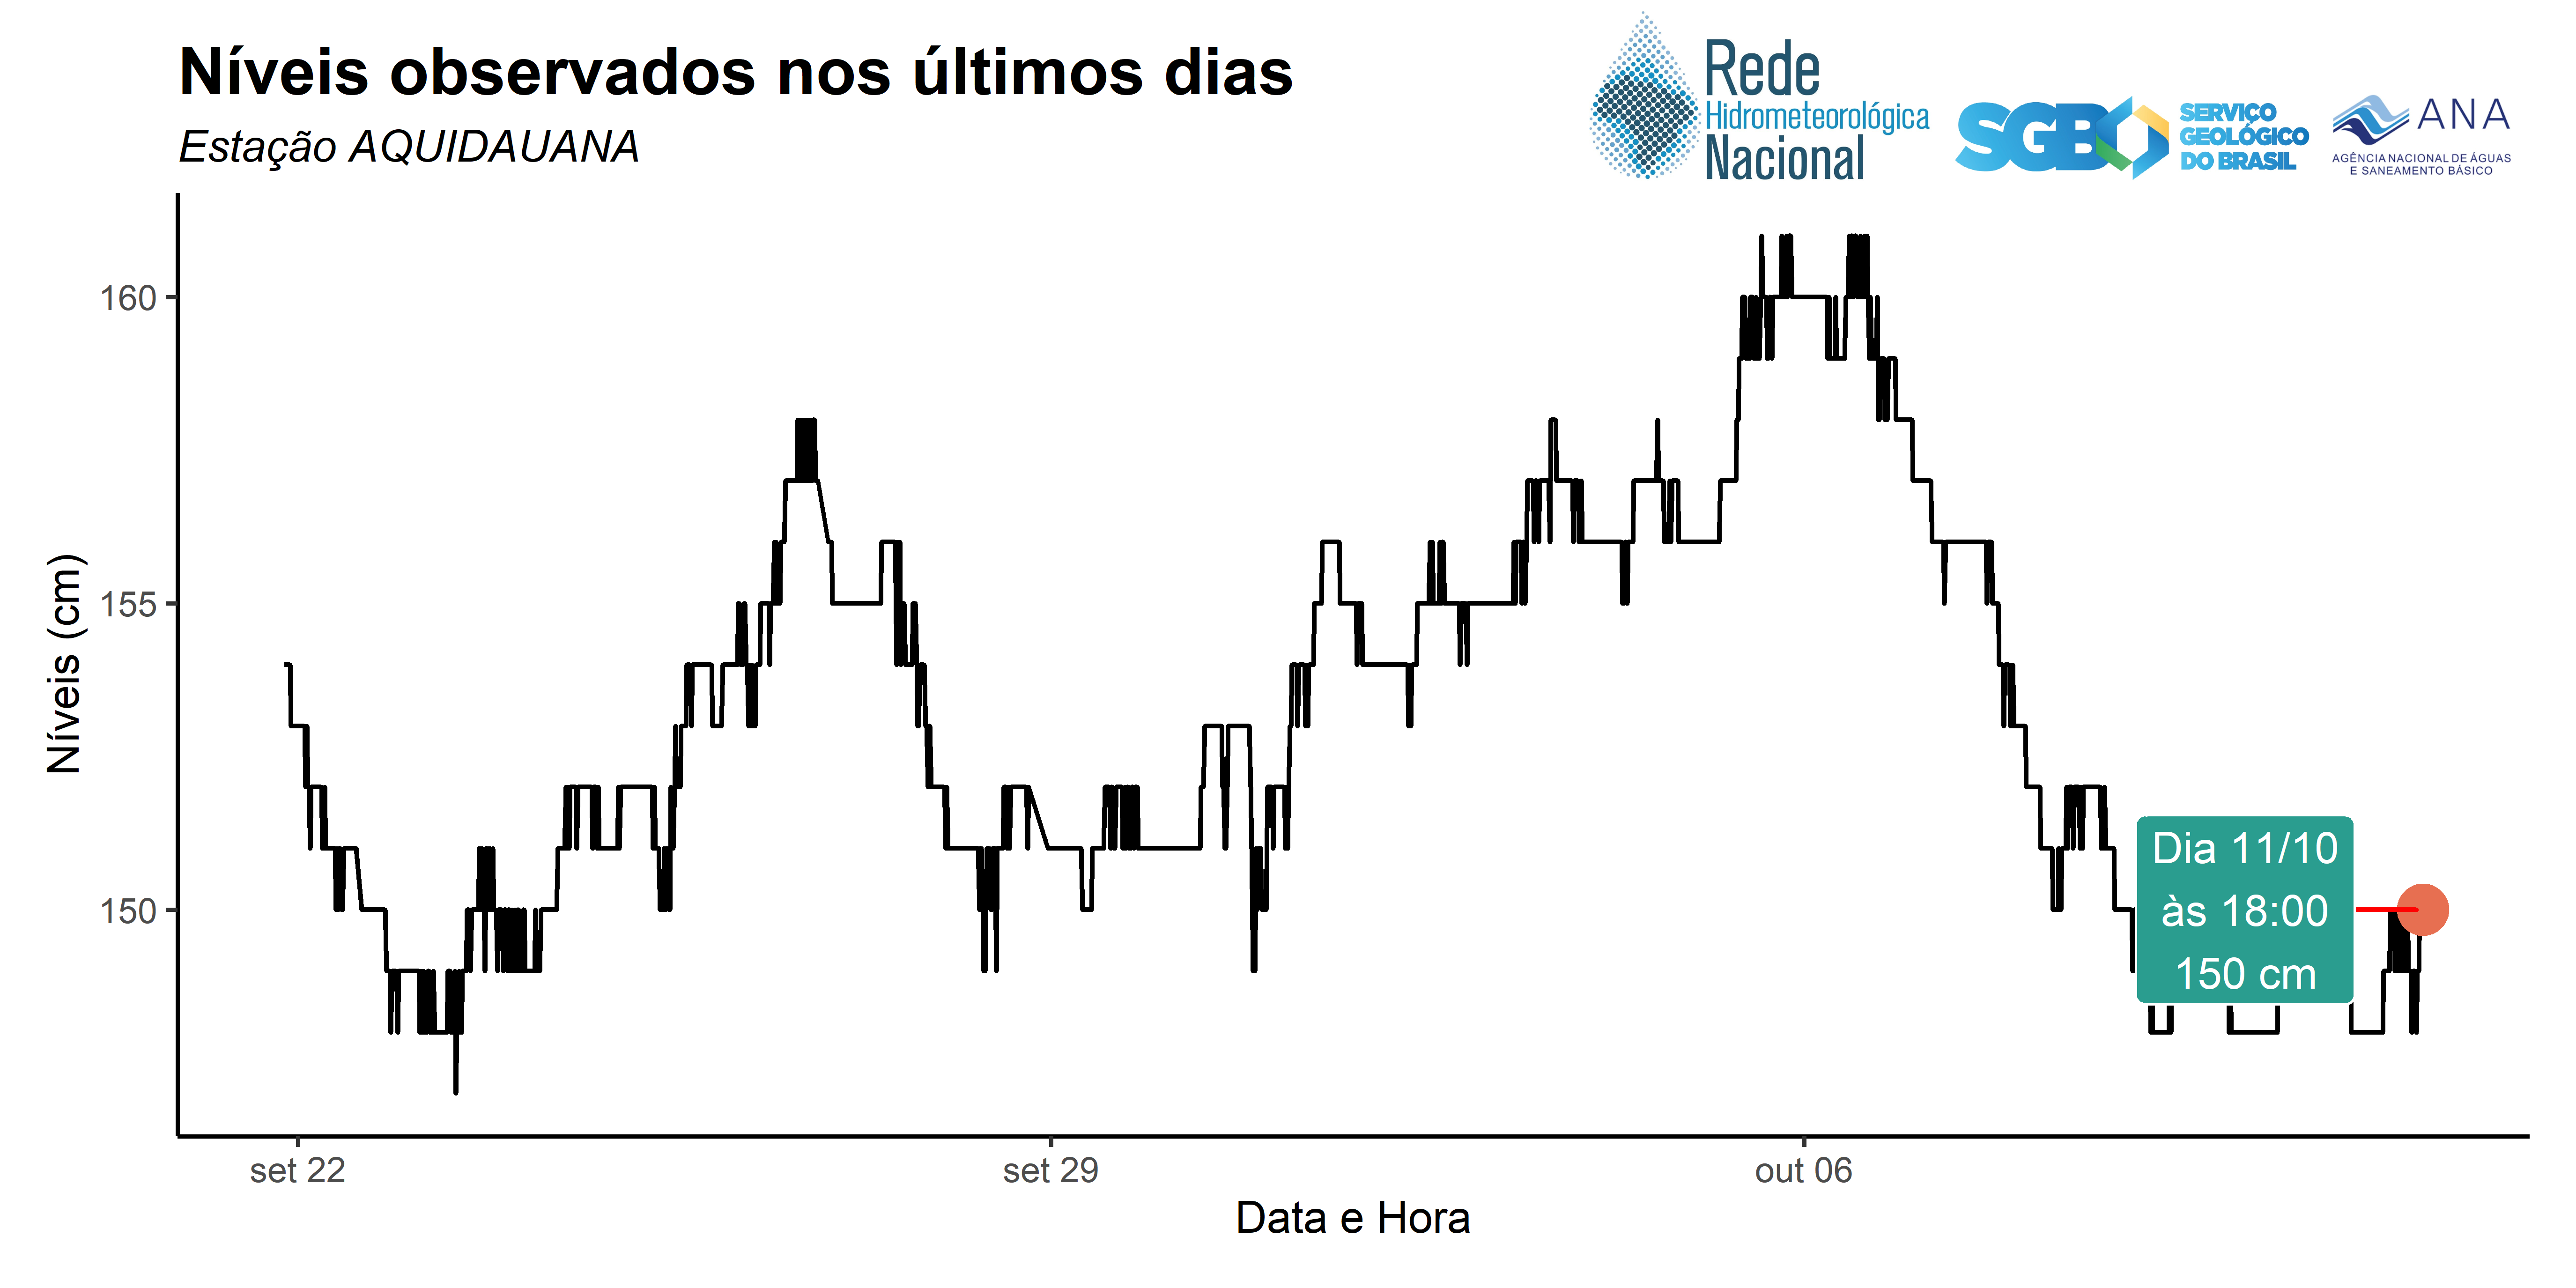 Níveis observados nos últimos dias
Estação AQUIDAUANA
Rede
Hidrometeorológica
Nacional
SGB
SERVIÇO
GEOLÓGICO
DO BRASIL
ANA
AGÊNCIA NACIONAL DE ÁGUAS
E SANEAMENTO BÁSICO
Níveis (cm)
160
155
150
Dia 11/10
às 18:00
150 cm
set 22
set 29
out 06
Data e Hora